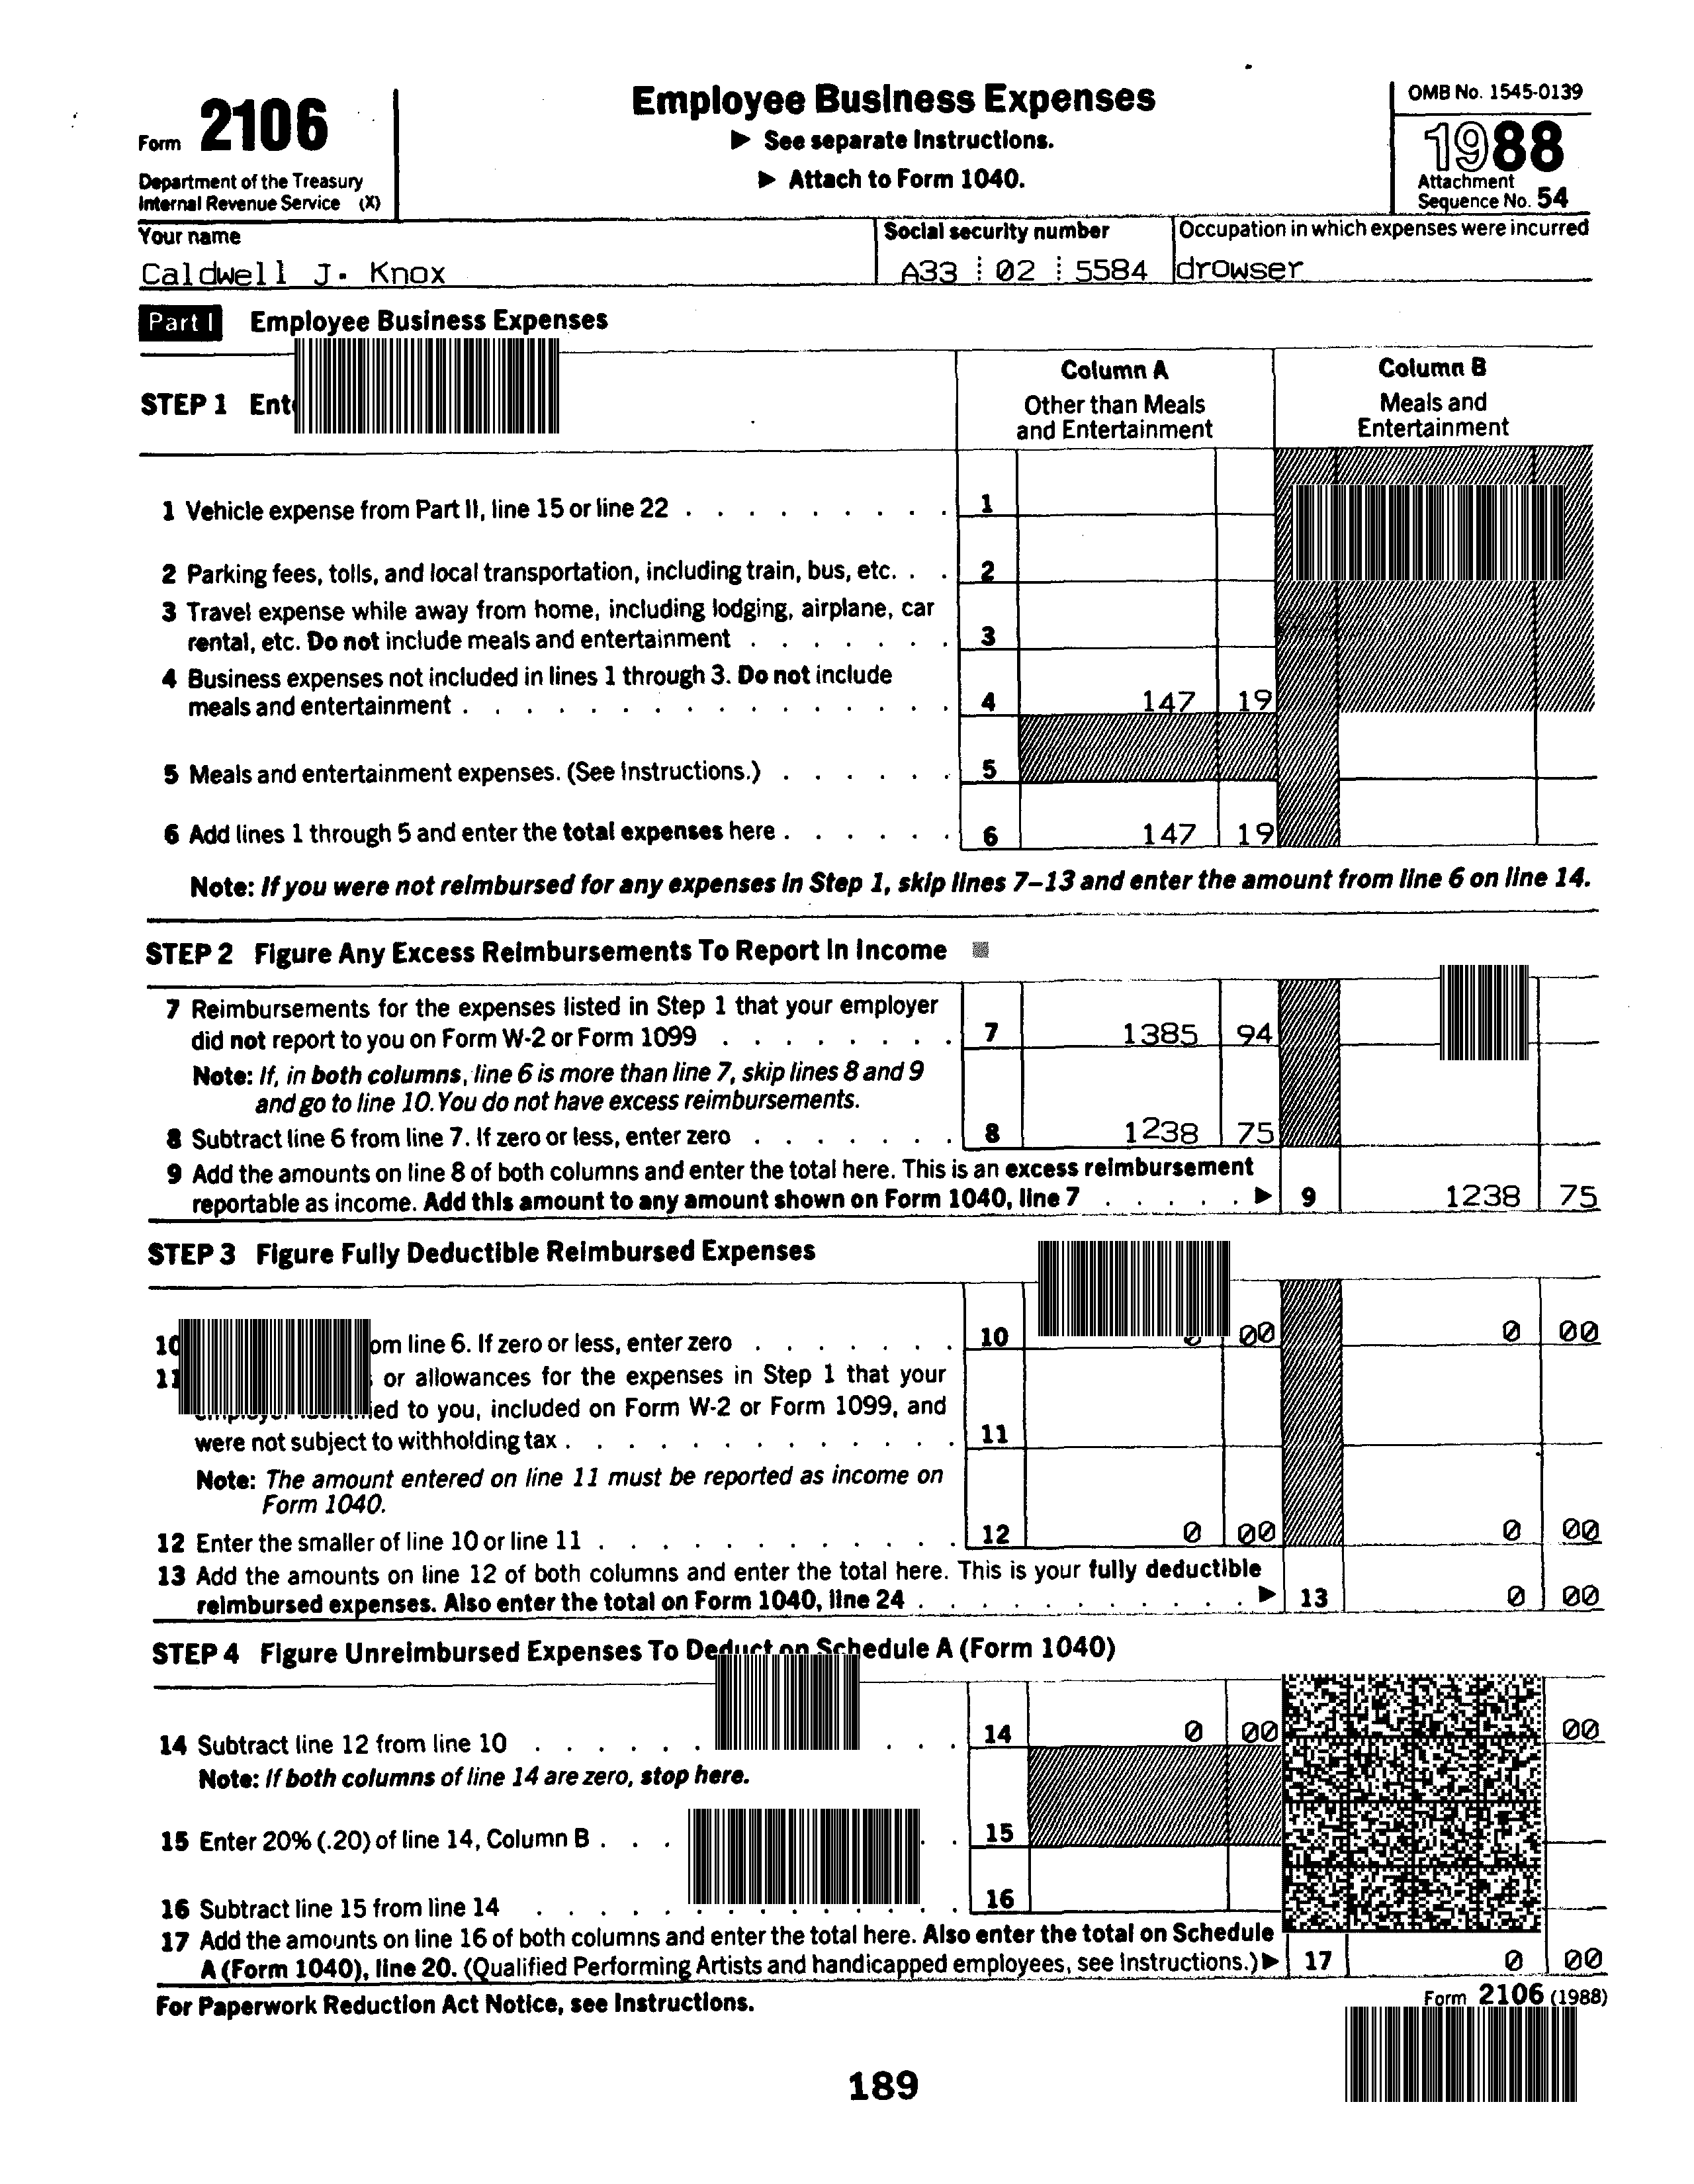 Form 2106
Department of the Treasury
Internal Revenue Service (X)
Employee Business Expenses
▶ See separate Instructions.
▶ Attach to Form 1040.
OMB No. 1545-0139
1988
Attachment
Sequence No. 54
Your name
Caldwell J. Knox
Social security number
A33 02 5584
Occupation in which expenses were incurred
drowser
Part I Employee Business Expenses
STEP 1
Column A
Other than Meals
and Entertainment
Column B
Meals and
Entertainment
1 Vehicle expense from Part II, line 15 or line 22 . . . . . . . . . . 1
2 Parking fees, tolls, and local transportation, including train, bus, etc. . . 2
3 Travel expense while away from home, including lodging, airplane, car
rental, etc. Do not include meals and entertainment . . . . . . . 3
4 Business expenses not included in lines 1 through 3. Do not include
meals and entertainment . . . . . . . . . . . . . . . . 4 147 19
5 Meals and entertainment expenses. (See Instructions.) . . . . . . 5
6 Add lines 1 through 5 and enter the total expenses here . . . . . . 6 147 19
Note: If you were not reimbursed for any expenses in Step 1, skip lines 7–13 and enter the amount from line 6 on line 14.
STEP 2 Figure Any Excess Reimbursements To Report In Income
7 Reimbursements for the expenses listed in Step 1 that your employer
did not report to you on Form W-2 or Form 1099 . . . . . . . . 7 1385 94
Note: If, in both columns, line 6 is more than line 7, skip lines 8 and 9
and go to line 10. You do not have excess reimbursements.
8 Subtract line 6 from line 7. If zero or less, enter zero . . . . . . . 8 1238 75
9 Add the amounts on line 8 of both columns and enter the total here. This is an excess reimbursement
reportable as income. Add this amount to any amount shown on Form 1040, line 7 . . . . . ▶ 9 1238 75
STEP 3 Figure Fully Deductible Reimbursed Expenses
10 line 6. If zero or less, enter zero . . . . . . . 10 0 00 0 00
11 or allowances for the expenses in Step 1 that your
to you, included on Form W-2 or Form 1099, and
were not subject to withholding tax . . . . . . . . . . . . . 11
Note: The amount entered on line 11 must be reported as income on
Form 1040.
12 Enter the smaller of line 10 or line 11 . . . . . . . . . . . . 12 0 00 0 00
13 Add the amounts on line 12 of both columns and enter the total here. This is your fully deductible
reimbursed expenses. Also enter the total on Form 1040, line 24 . . . . . . . . . . . ▶ 13 0 00
STEP 4 Figure Unreimbursed Expenses To Deduct on Schedule A (Form 1040)
14 Subtract line 12 from line 10 . . . . . . . . . 14 0 00 00
Note: If both columns of line 14 are zero, stop here.
15 Enter 20% (.20) of line 14, Column B . . . . . 15
16 Subtract line 15 from line 14 . . . . . . . . . . . . . 16
17 Add the amounts on line 16 of both columns and enter the total here. Also enter the total on Schedule
A (Form 1040), line 20. (Qualified Performing Artists and handicapped employees, see Instructions.) ▶ 17 0 00
For Paperwork Reduction Act Notice, see Instructions.
Form 2106 (1988)
189